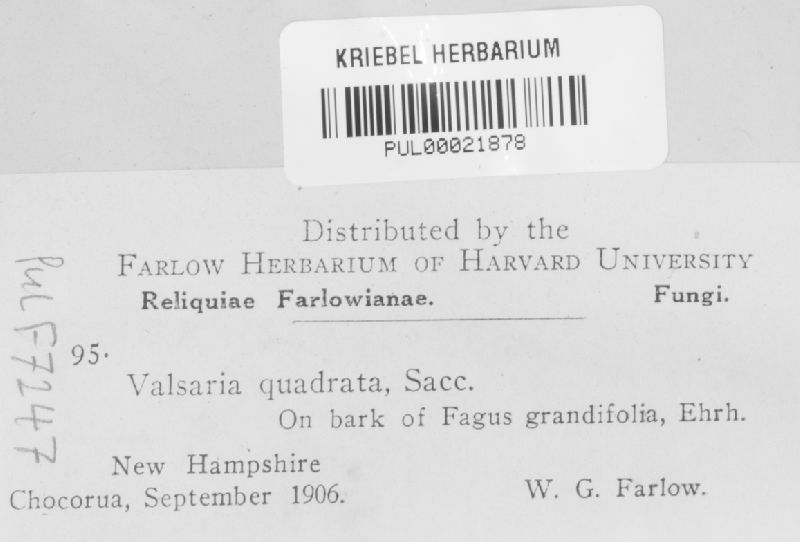 KRIEBEL HERBARIUM
PUL00021878
Distributed by the
FARLOW HERBARIUM OF HARVARD UNIVERSITY
Reliquiae Farlowianae. Fungi.
95.
Valsaria quadrata, Sacc.
On bark of Fagus grandifolia, Ehrh.
New Hampshire
Chocorua, September 1906. W. G. Farlow.
PUL F7247